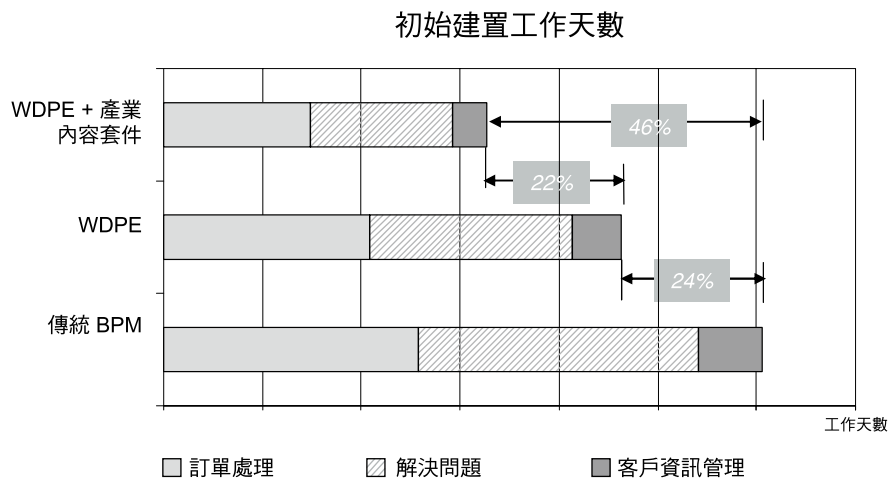 初始建置工作天數
WDPE + 產業
內容套件
46%
22%
WDPE
24%
傳統 BPM
工作天數
訂單處理
解決問題
客戶資訊管理